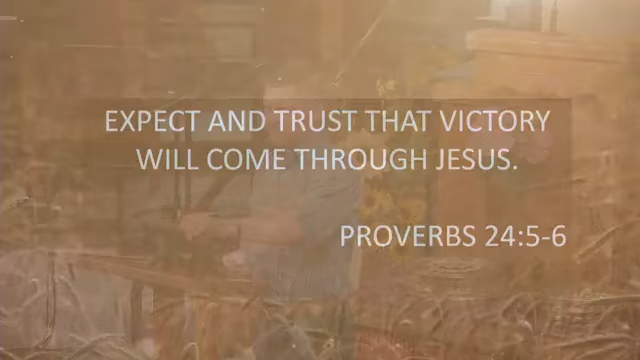 EXPECT AND TRUST THAT VICTORY
WILL COME THROUGH JESUS.
PROVERBS 24:5-6